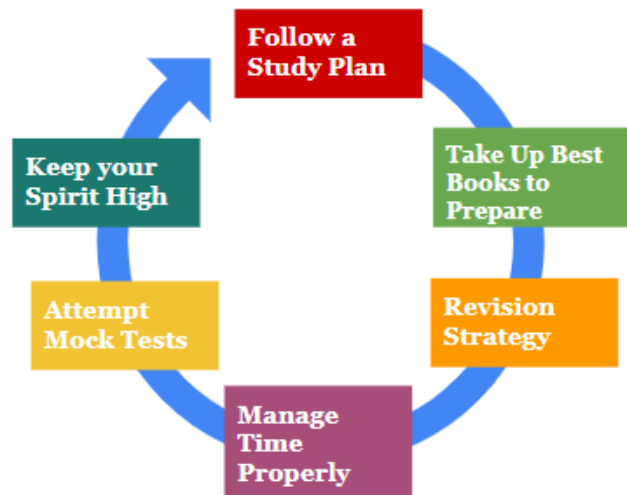 Follow a
Study Plan
Take Up Best
Books to
Prepare
Revision
Strategy
Manage
Time
Properly
Attempt
Mock Tests
Keep your
Spirit High